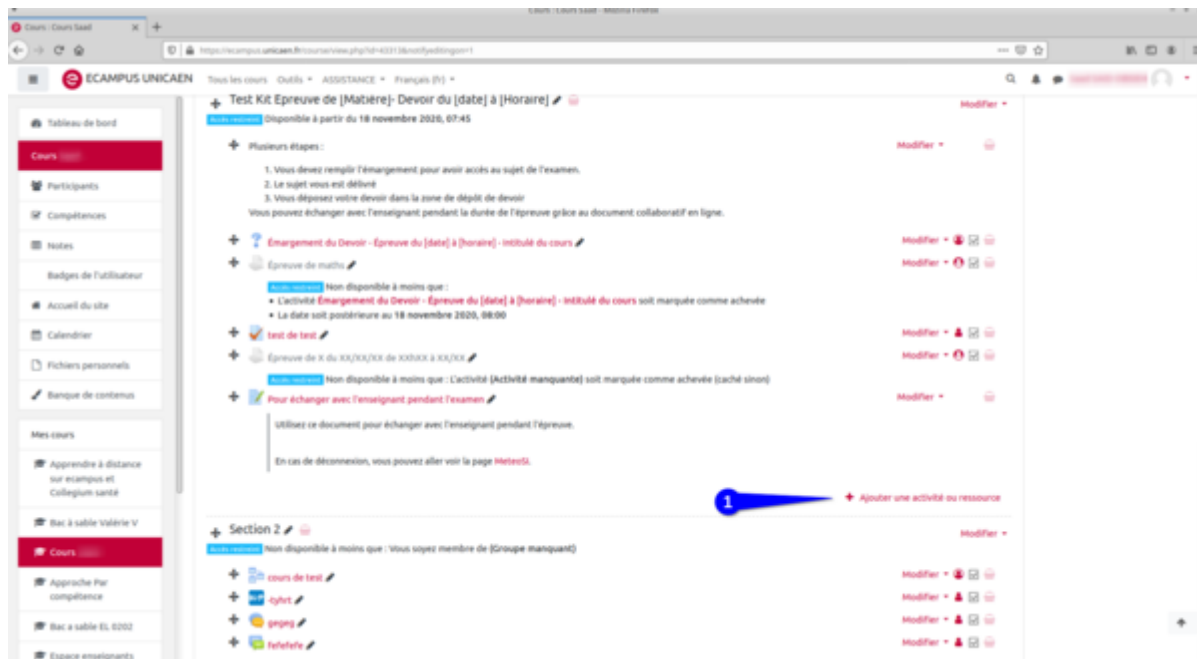 Cours : Cours Saad - Mozilla Firefox
Cours : Cours Saad
https://ecampus.unicaen.fr/course/view.php?id=43313&notifyeditingon=1
ECAMPUS UNICAEN Tous les cours Outils ASSISTANCE Français (fr)
Test Kit Epreuve de [Matière]- Devoir du [date] à [Horaire]
Modifier
Accès restreint Disponible à partir du 18 novembre 2020, 07:45
Tableau de bord
Cours
Participants
Compétences
Notes
Badges de l'utilisateur
Accueil du site
Calendrier
Fichiers personnels
Banque de contenus
Mes cours
Apprendre à distance
sur ecampus et
Collegium santé
Bac à sable Valérie V
Cours
Approche Par
compétence
Bac a sable EL 0202
Espace enseignants
Plusieurs étapes :
Modifier
1. Vous devez remplir l'émargement pour avoir accès au sujet de l'examen.
2. Le sujet vous est délivré
3. Vous déposez votre devoir dans la zone de dépôt de devoir
Vous pouvez échanger avec l'enseignant pendant la durée de l'épreuve grâce au document collaboratif en ligne.
Émargement du Devoir - Épreuve du [date] à [horaire] - intitulé du cours
Modifier
Épreuve de maths
Modifier
Accès restreint Non disponible à moins que :
• L'activité Émargement du Devoir - Épreuve du [date] à [horaire] - Intitulé du cours soit marquée comme achevée
• La date soit postérieure au 18 novembre 2020, 08:00
test de test
Modifier
Épreuve de X du XX/XX/XX de XXhXX à XX/XX
Modifier
Accès restreint Non disponible à moins que : L'activité (Activité manquante) soit marquée comme achevée (caché sinon)
Pour échanger avec l'enseignant pendant l'examen
Modifier
Utilisez ce document pour échanger avec l'enseignant pendant l'épreuve.
En cas de déconnexion, vous pouvez aller voir la page MeteoSI.
1
Ajouter une activité ou ressource
Section 2
Modifier
Accès restreint Non disponible à moins que : Vous soyez membre de (Groupe manquant)
cours de test
Modifier
-tyhrt
Modifier
gegeg
Modifier
fefefefe
Modifier